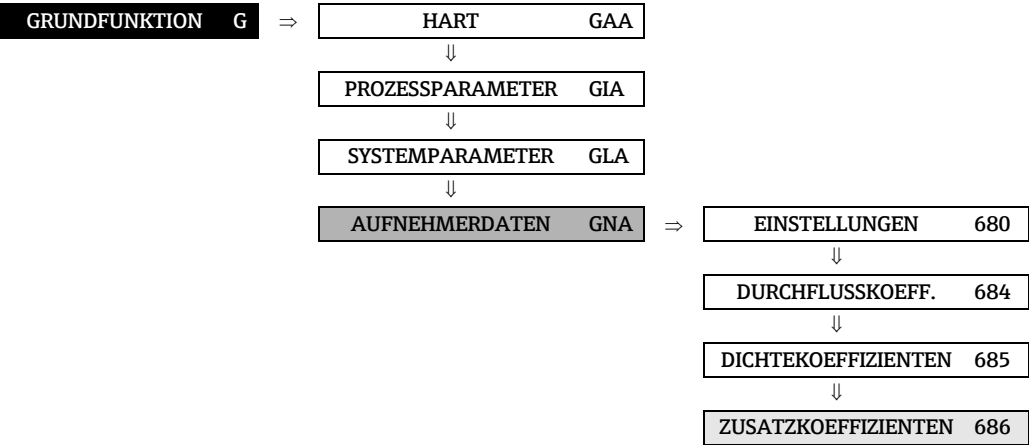 GRUNDFUNKTION G ⇒ HART GAA
⇓
PROZESSPARAMETER GIA
⇓
SYSTEMPARAMETER GLA
⇓
AUFNEHMERDATEN GNA ⇒ EINSTELLUNGEN 680
⇓
DURCHFLUSSKOEFF. 684
⇓
DICHTEKOEFFIZIENTEN 685
⇓
ZUSATZKOEFFIZIENTEN 686